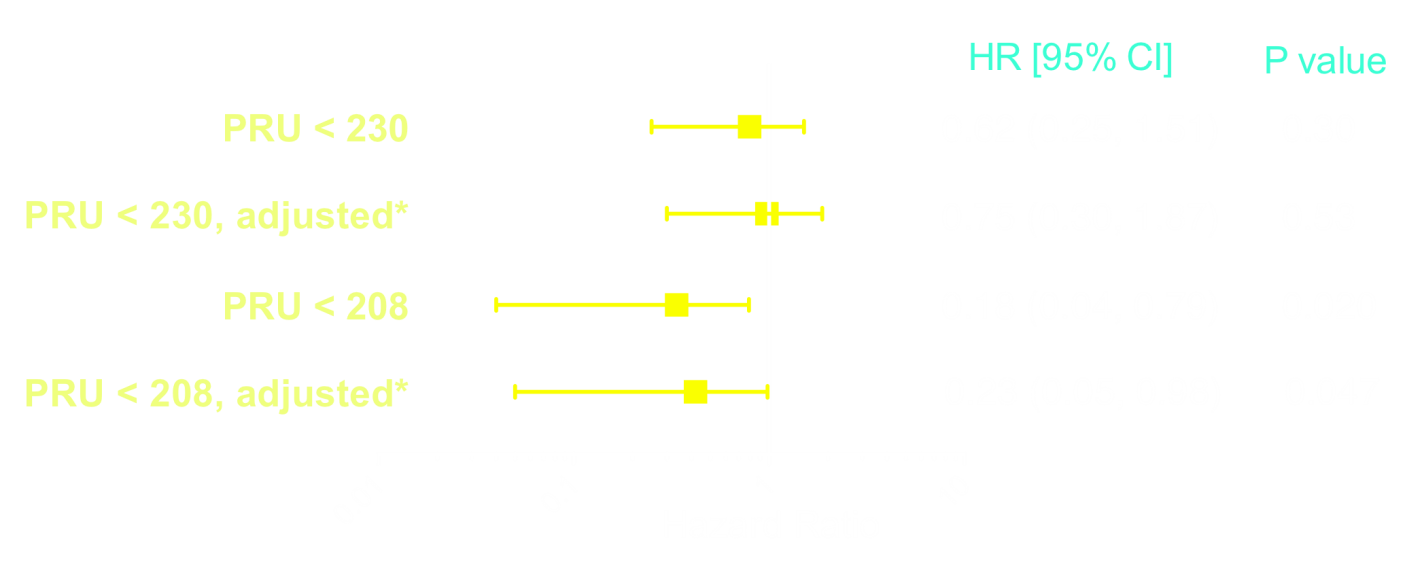 HR [95% CI] P value
PRU < 230
PRU < 230, adjusted*
PRU < 208
PRU < 208, adjusted*